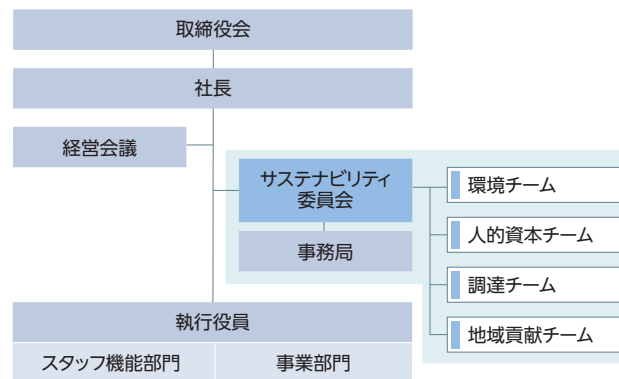 取締役会
社長
経営会議
サステナビリティ
委員会
事務局
環境チーム
人的資本チーム
調達チーム
地域貢献チーム
執行役員
スタッフ機能部門
事業部門